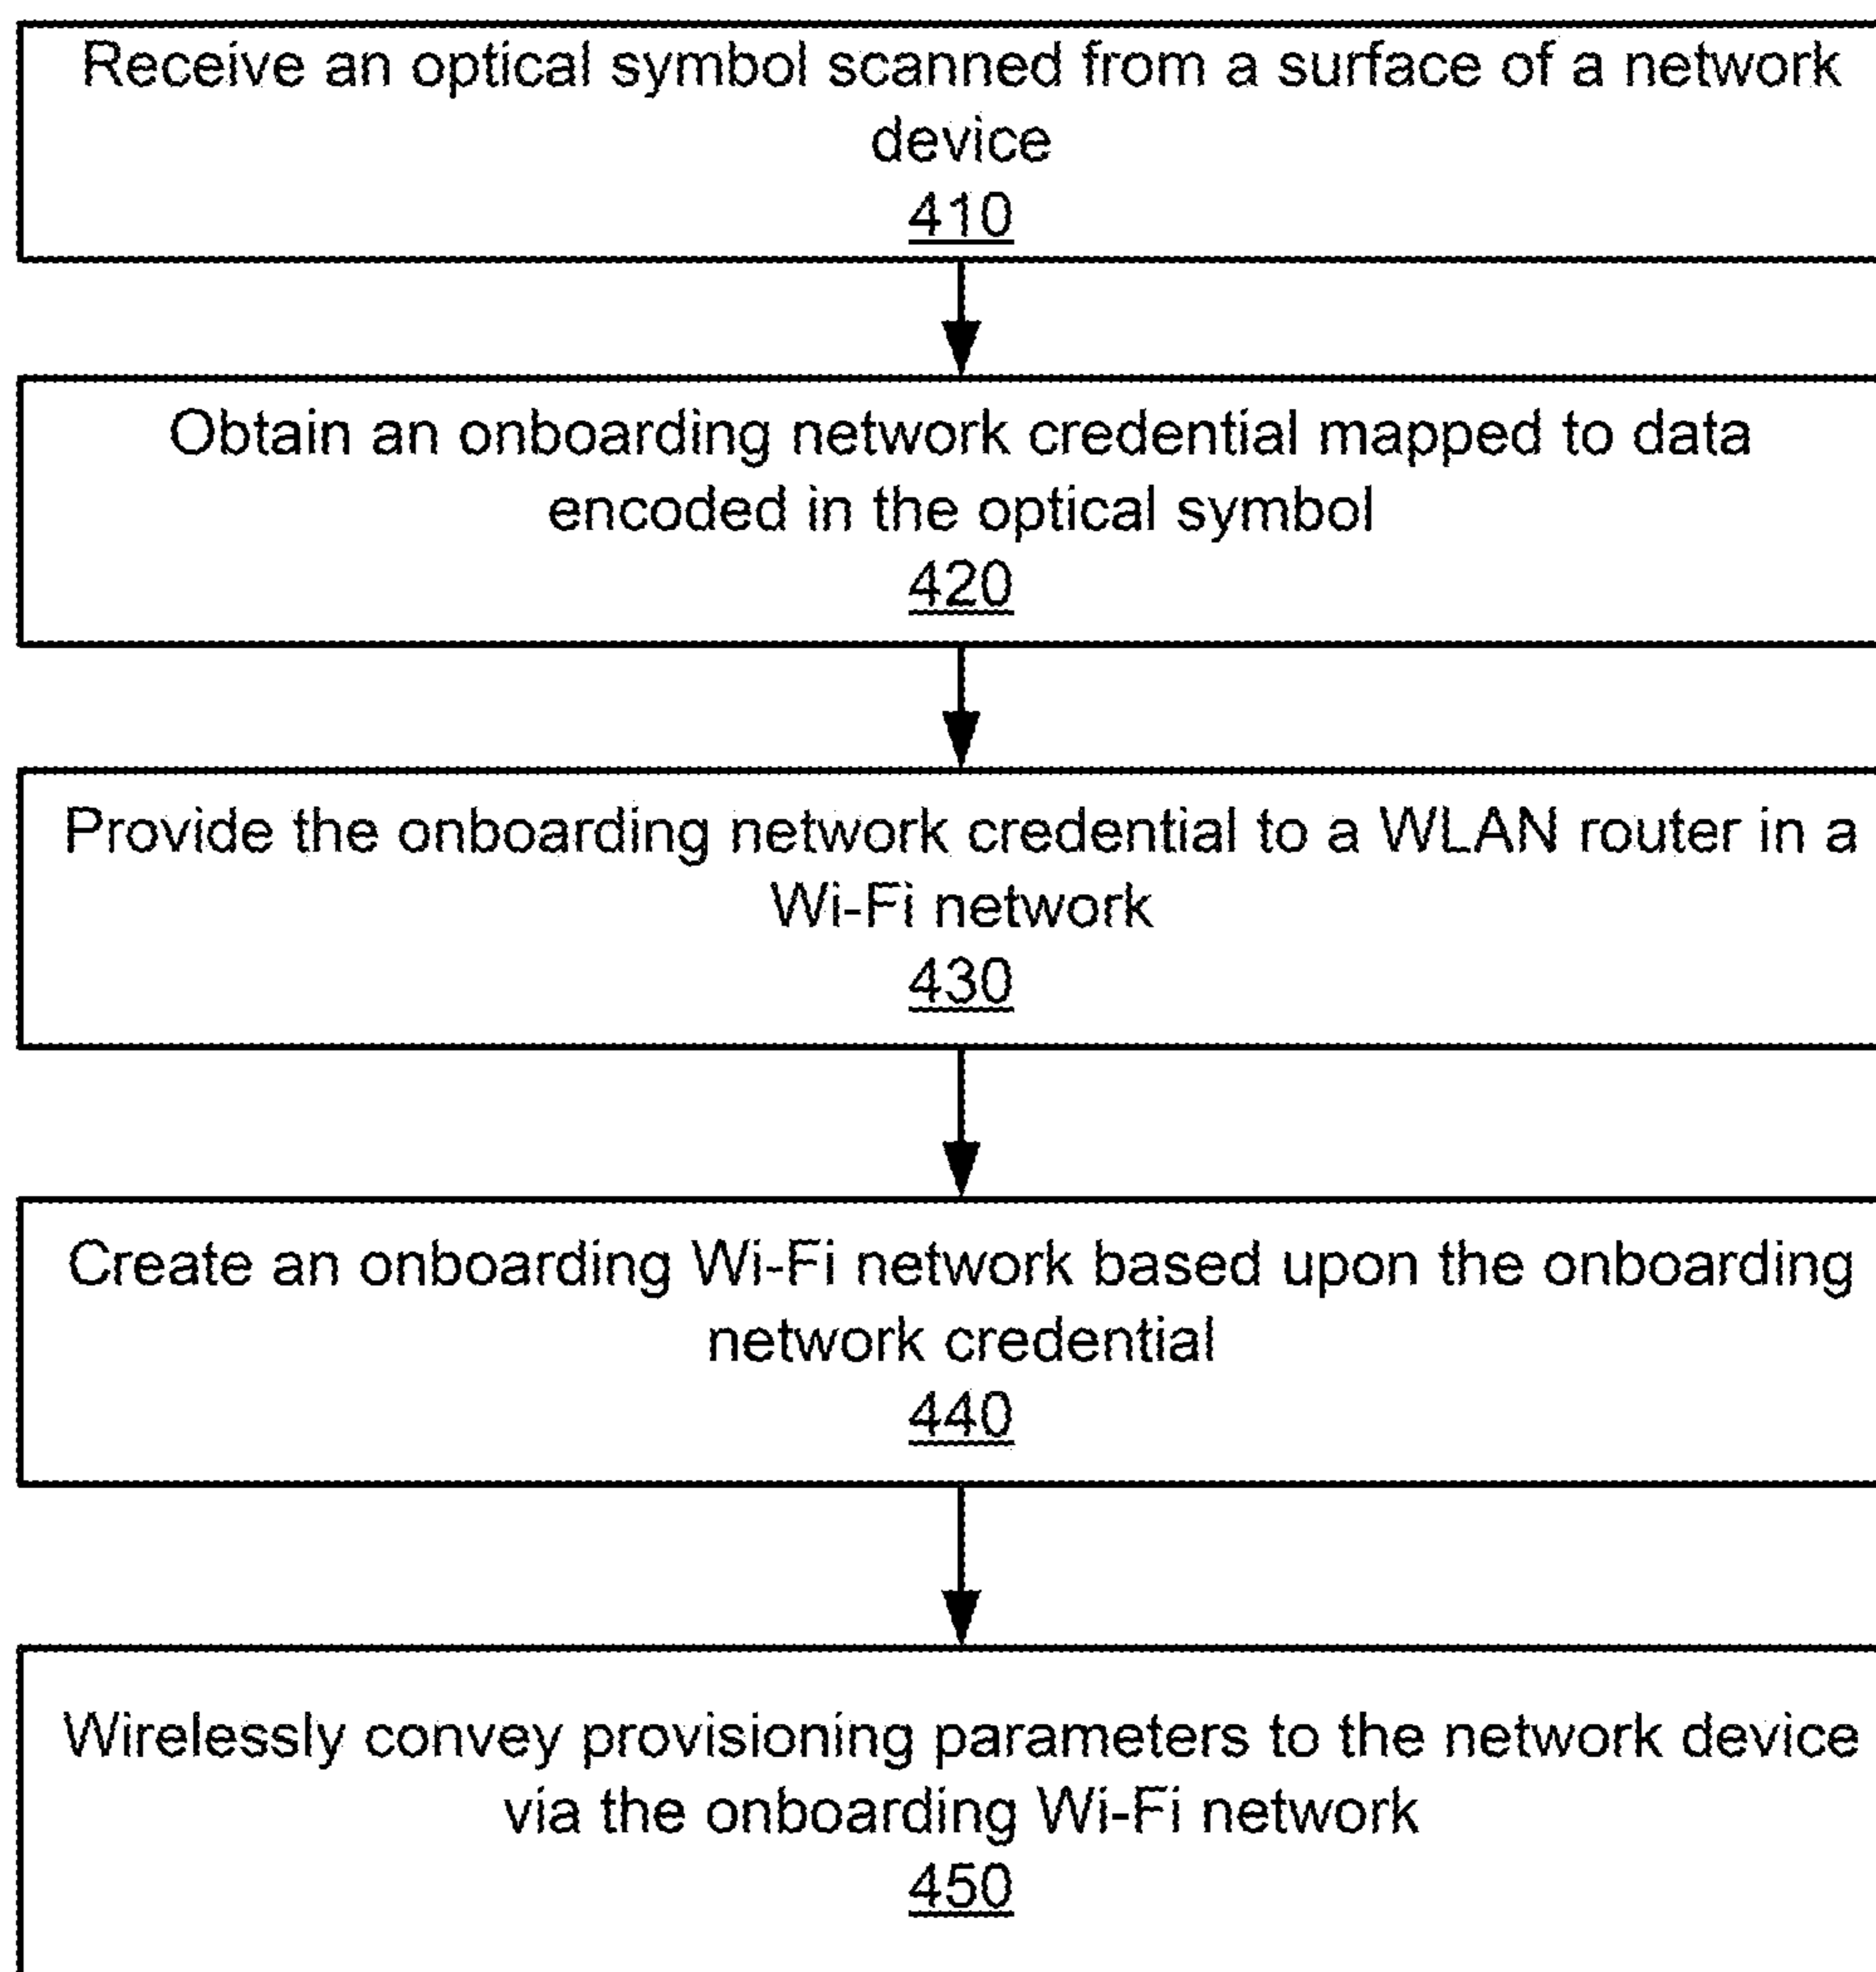 Receive an optical symbol scanned from a surface of a network
device
410
Obtain an onboarding network credential mapped to data
encoded in the optical symbol
420
Provide the onboarding network credential to a WLAN router in a
Wi-Fi network
430
Create an onboarding Wi-Fi network based upon the onboarding
network credential
440
Wirelessly convey provisioning parameters to the network device
via the onboarding Wi-Fi network
450